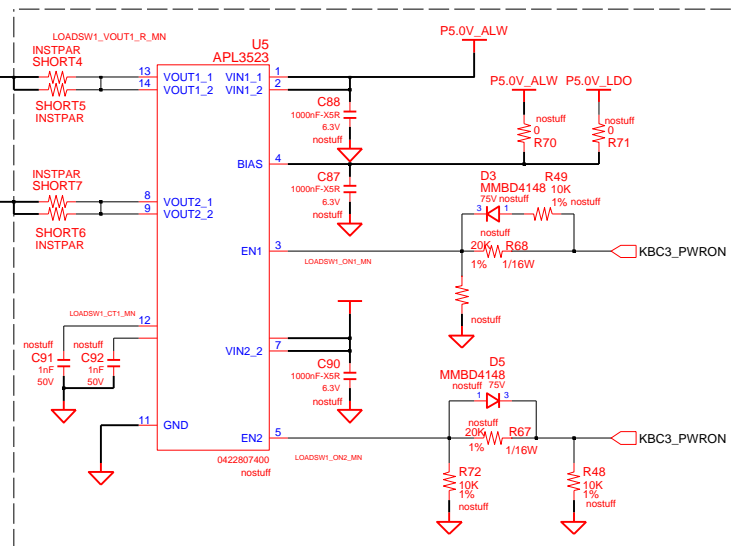 LOADSW1_VOUT1_R_MN
INSTPAR
SHORT4
SHORT5
INSTPAR
INSTPAR
SHORT7
SHORT6
INSTPAR
U5
APL3523
13 VOUT1_1
14 VOUT1_2
8 VOUT2_1
9 VOUT2_2
12
11 GND
VIN1_1 1
VIN1_2 2
BIAS 4
EN1 3
VIN2_2 7
EN2 5
0422807400
nostuff
LOADSW1_CT1_MN
nostuff
C91
1nF
50V
nostuff
C92
1nF
50V
P5.0V_ALW
C88
1000nF-X5R
6.3V
nostuff
C87
1000nF-X5R
6.3V
nostuff
C90
1000nF-X5R
6.3V
nostuff
P5.0V_ALW
P5.0V_LDO
nostuff
0
R70
nostuff
0
R71
D3
MMBD4148
75V nostuff
3 1
R49
10K
1% nostuff
nostuff
20K R68
1% 1/16W
LOADSW1_ON1_MN
nostuff
KBC3_PWRON
D5
MMBD4148
nostuff 75V
1 3
nostuff
20K R67
1% 1/16W
LOADSW1_ON2_MN
KBC3_PWRON
R72
10K
1%
nostuff
R48
10K
1%
nostuff